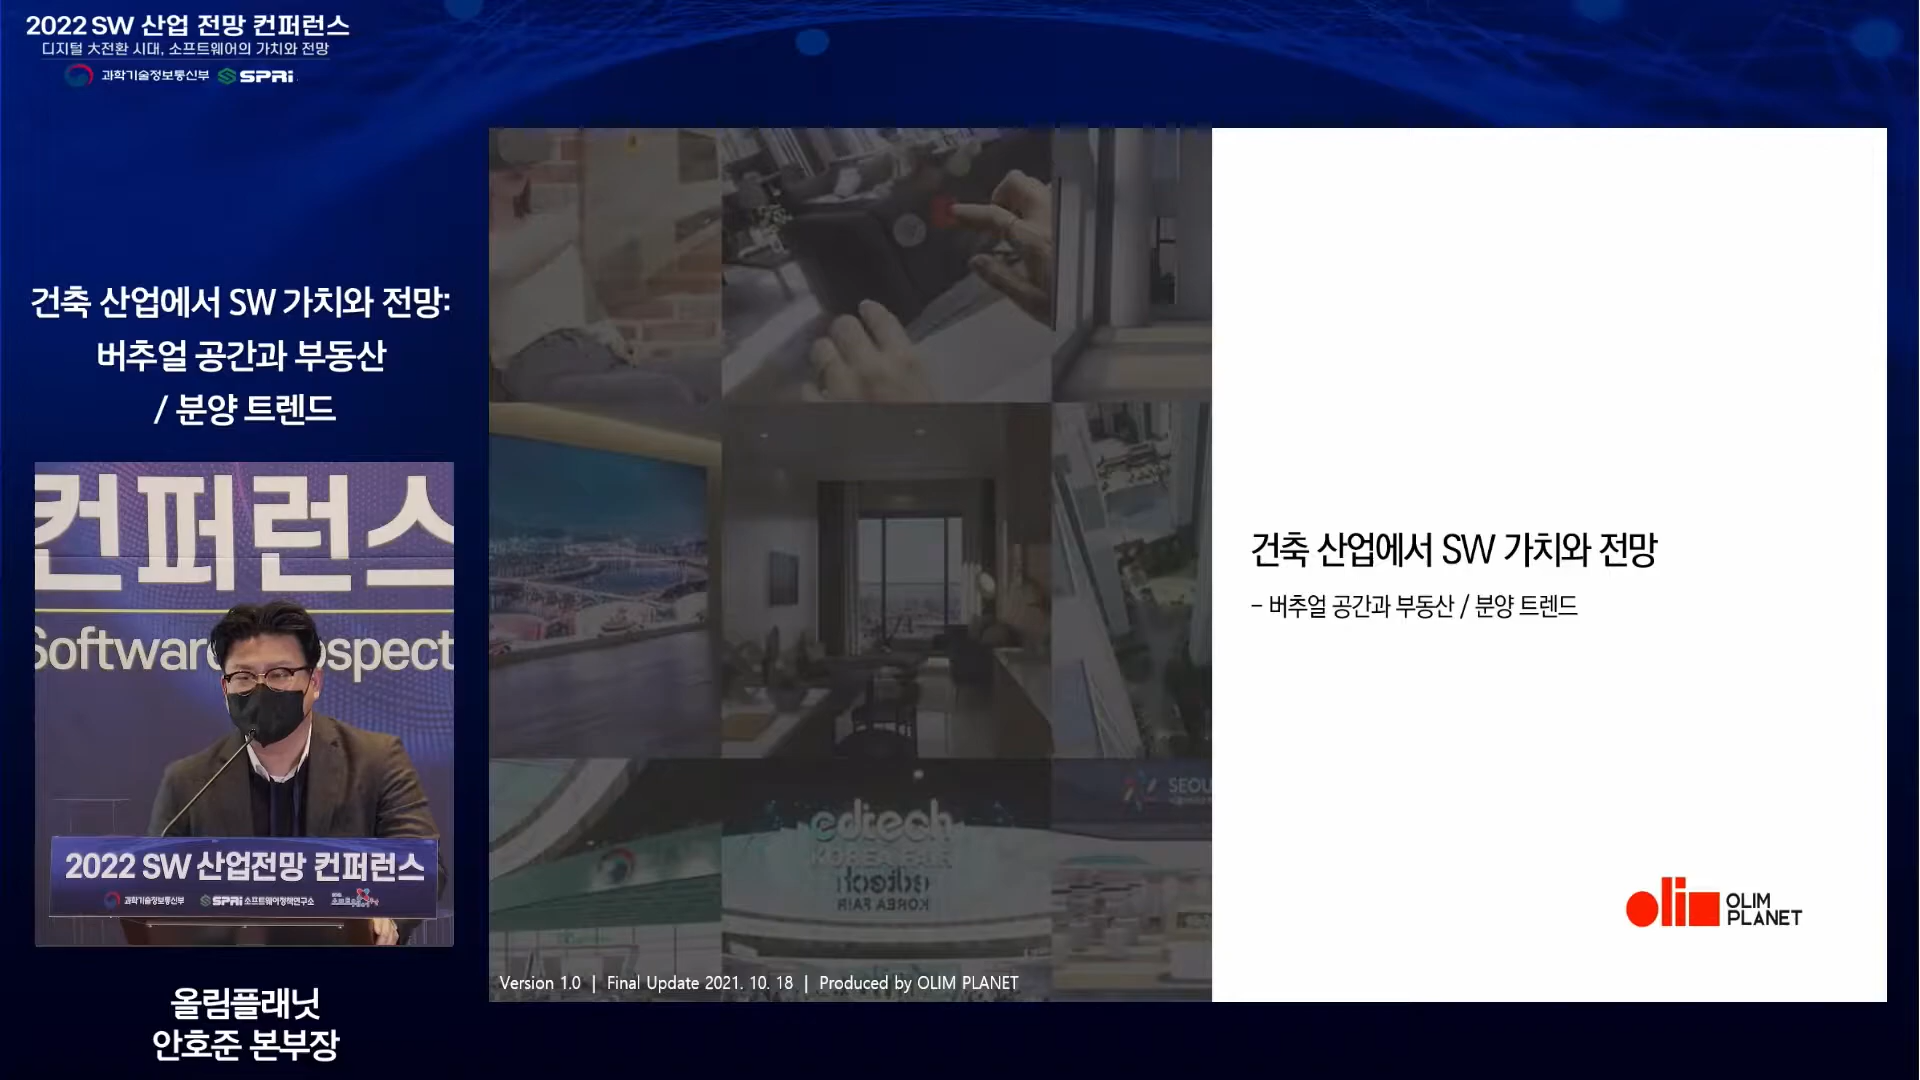 2022 SW 산업 전망 컨퍼런스
디지털 大전환 시대, 소프트웨어의 가치와 전망
과학기술정보통신부 SPRi
건축 산업에서 SW 가치와 전망:
버추얼 공간과 부동산
/ 분양 트렌드
컨퍼런스
Software
ospect
2022 SW 산업전망 컨퍼런스
과학기술정보통신부 SPRi 소프트웨어정책연구소
올림플래닛
안호준 본부장
edtech
KOREA FAIR
edtech
KOREA FAIR
SEOU
Version 1.0 | Final Update 2021. 10. 18 | Produced by OLIM PLANET
건축 산업에서 SW 가치와 전망
- 버추얼 공간과 부동산 / 분양 트렌드
olim OLIM
PLANET